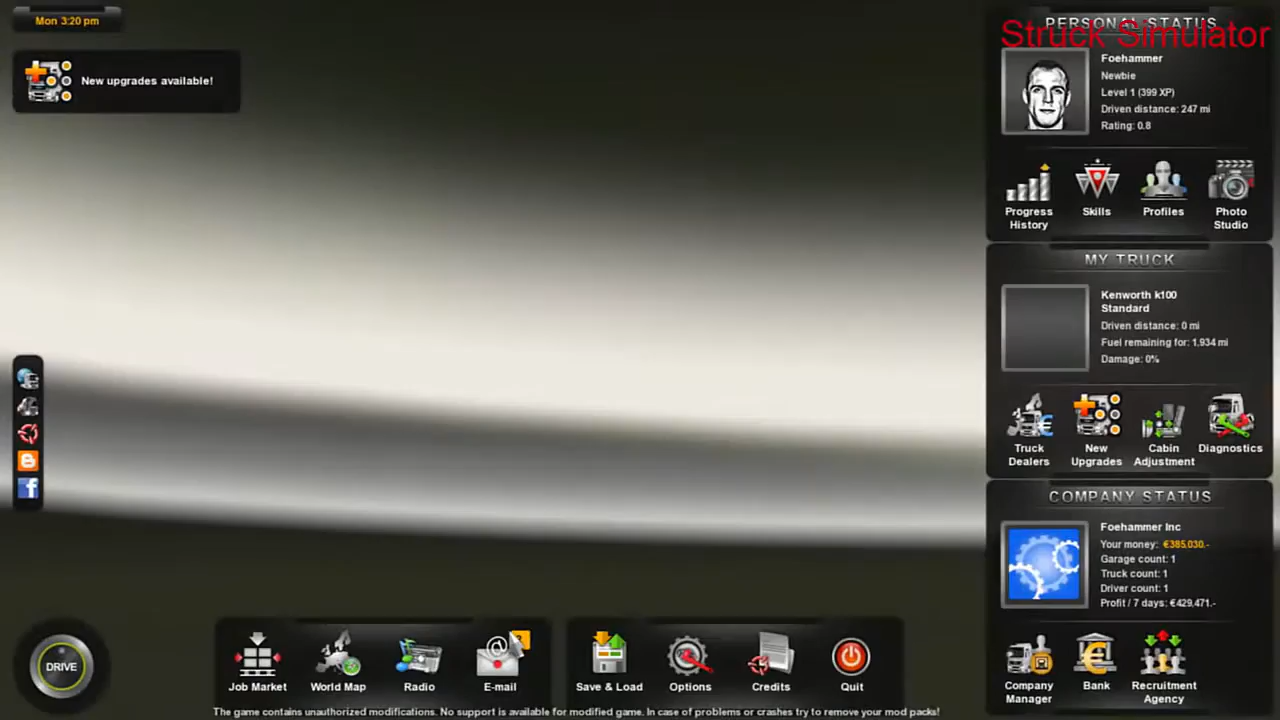 Mon 3:20 pm
New upgrades available!
PERSONAL STATUS
Struck Simulator
Foehammer
Newbie
Level 1 (399 XP)
Driven distance: 247 mi
Rating: 0.8
Progress History
Skills
Profiles
Photo Studio
MY TRUCK
Kenworth k100
Standard
Driven distance: 0 mi
Fuel remaining for: 1,934 mi
Damage: 0%
Truck Dealers
New Upgrades
Cabin Adjustment
Diagnostics
COMPANY STATUS
Foehammer Inc
Your money: €385,030.-
Garage count: 1
Truck count: 1
Driver count: 1
Profit / 7 days: €429,471.-
Company Manager
Bank
Recruitment Agency
DRIVE
Job Market
World Map
Radio
E-mail
Save & Load
Options
Credits
Quit
The game contains unauthorized modifications. No support is available for modified game. In case of problems or crashes try to remove your mod packs!